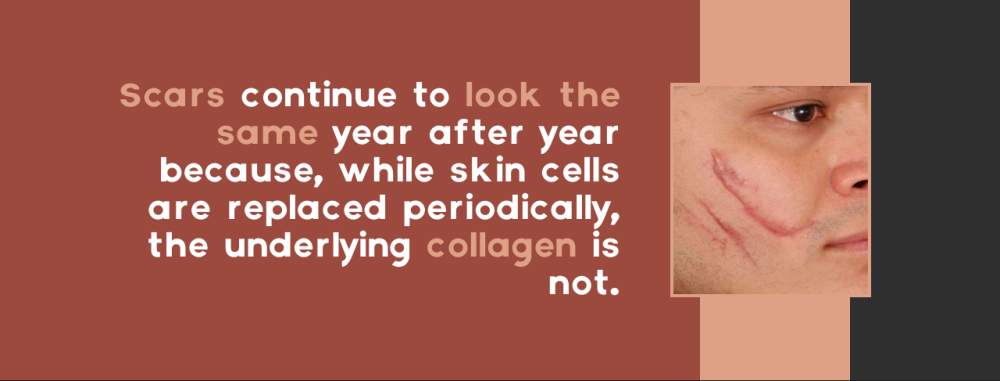 Scars continue to look the
same year after year
because, while skin cells
are replaced periodically,
the underlying collagen is
not.